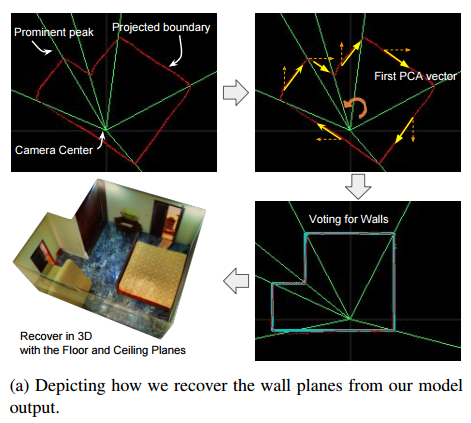 Prominent peak
Projected boundary
Camera Center
First PCA vector
Voting for Walls
Recover in 3D
with the Floor and Ceiling Planes
(a) Depicting how we recover the wall planes from our model
output.